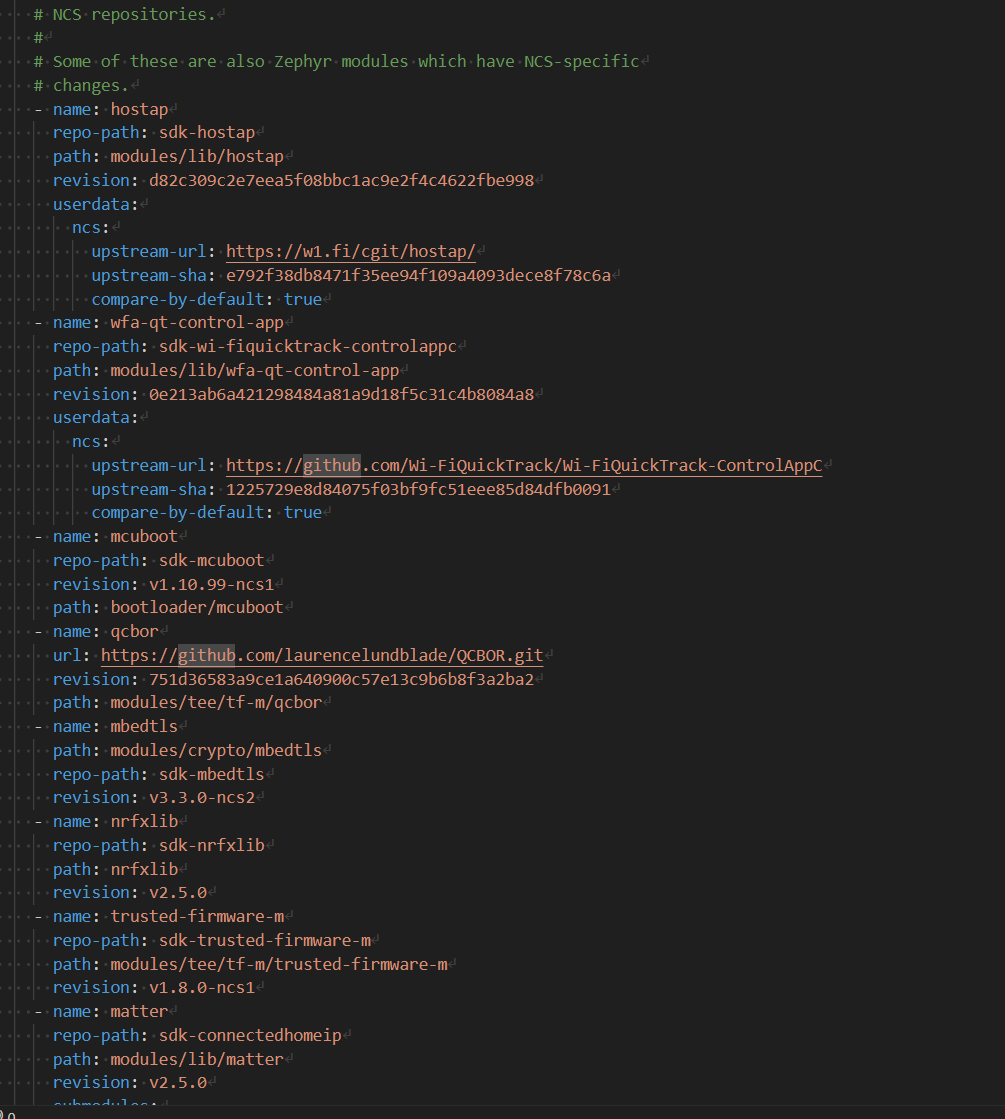 # NCS repositories.
#
# Some of these are also Zephyr modules which have NCS-specific
# changes.
- name: hostap
repo-path: sdk-hostap
path: modules/lib/hostap
revision: d82c309c2e7eea5f08bbc1ac9e2f4c4622fbe998
userdata:
ncs:
upstream-url: https://w1.fi/cgit/hostap/
upstream-sha: e792f38db8471f35ee94f109a4093dece8f78c6a
compare-by-default: true
- name: wfa-qt-control-app
repo-path: sdk-wi-fiquicktrack-controlappc
path: modules/lib/wfa-qt-control-app
revision: 0e213ab6a421298484a81a9d18f5c31c4b8084a8
userdata:
ncs:
upstream-url: https://github.com/Wi-FiQuickTrack/Wi-FiQuickTrack-ControlAppC
upstream-sha: 1225729e8d84075f03bf9fc51eee85d84dfb0091
compare-by-default: true
- name: mcuboot
repo-path: sdk-mcuboot
revision: v1.10.99-ncs1
path: bootloader/mcuboot
- name: qcbor
url: https://github.com/laurencelundblade/QCBOR.git
revision: 751d36583a9ce1a640900c57e13c9b6b8f3a2ba2
path: modules/tee/tf-m/qcbor
- name: mbedtls
path: modules/crypto/mbedtls
repo-path: sdk-mbedtls
revision: v3.3.0-ncs2
- name: nrfxlib
repo-path: sdk-nrfxlib
path: nrfxlib
revision: v2.5.0
- name: trusted-firmware-m
repo-path: sdk-trusted-firmware-m
path: modules/tee/tf-m/trusted-firmware-m
revision: v1.8.0-ncs1
- name: matter
repo-path: sdk-connectedhomeip
path: modules/lib/matter
revision: v2.5.0
submodules: